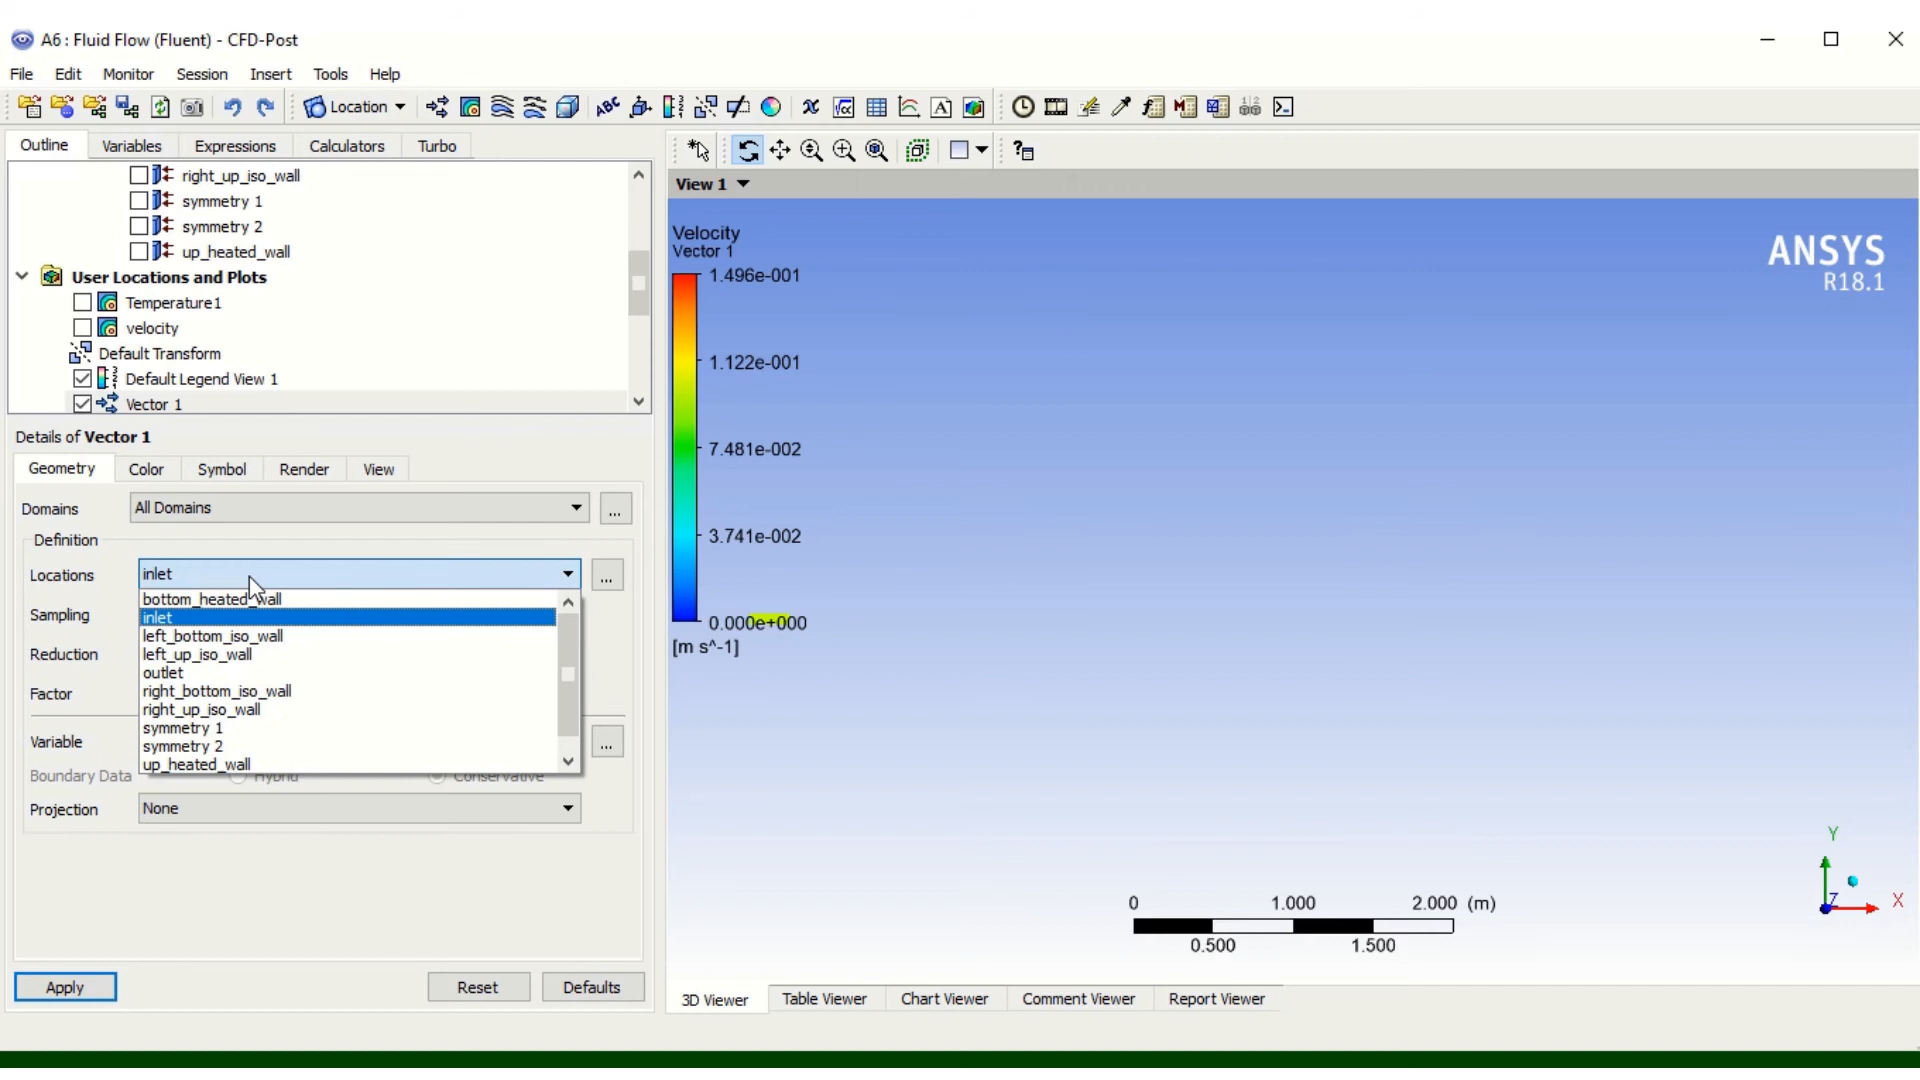 A6 : Fluid Flow (Fluent) - CFD-Post
File Edit Monitor Session Insert Tools Help
Location
Outline Variables Expressions Calculators Turbo
right_up_iso_wall
symmetry 1
symmetry 2
up_heated_wall
User Locations and Plots
Temperature1
velocity
Default Transform
Default Legend View 1
Vector 1
Details of Vector 1
Geometry Color Symbol Render View
Domains All Domains ...
Definition
Locations inlet ...
bottom_heated_wall
Sampling
inlet
left_bottom_iso_wall
Reduction
left_up_iso_wall
outlet
Factor
right_bottom_iso_wall
right_up_iso_wall
symmetry 1
Variable ...
symmetry 2
up_heated_wall
Boundary Data Hybrid Conservative
Projection None
Apply Reset Defaults
View 1
Velocity
Vector 1
1.496e-001
1.122e-001
7.481e-002
3.741e-002
0.000e+000
[m s^-1]
ANSYS
R18.1
Y
Z X
0 1.000 2.000 (m)
0.500 1.500
3D Viewer Table Viewer Chart Viewer Comment Viewer Report Viewer